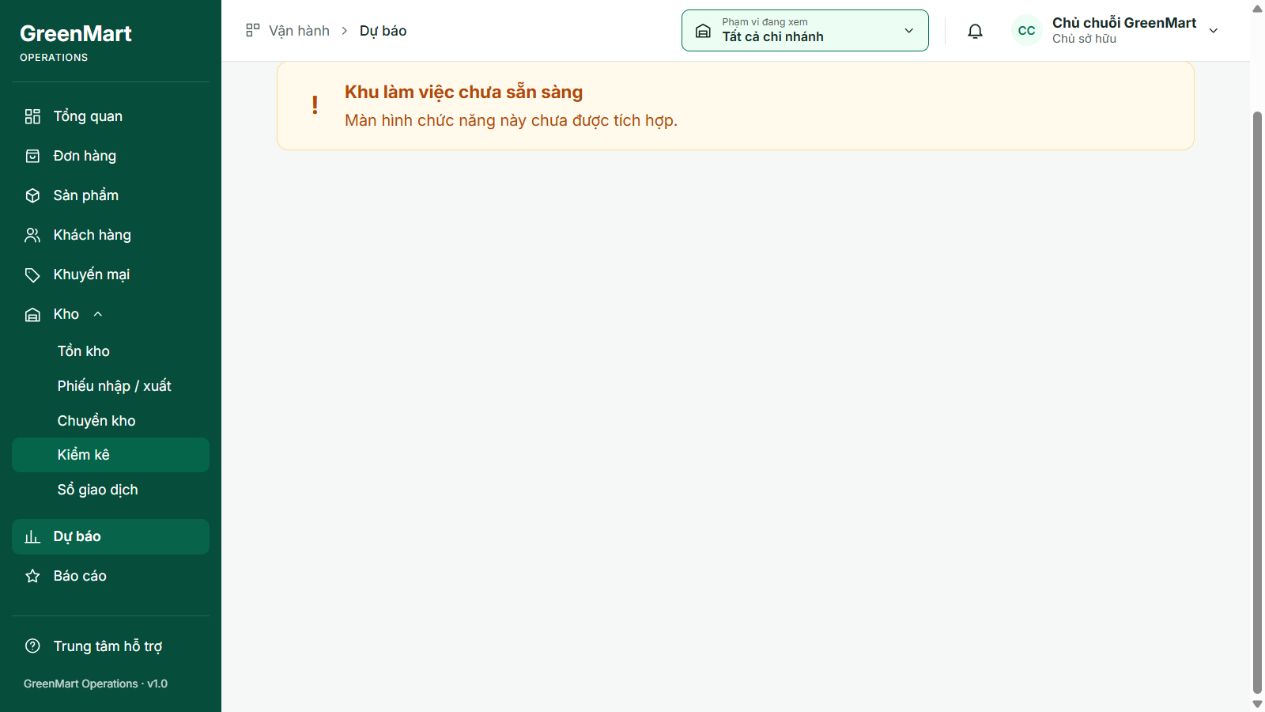 GreenMart
OPERATIONS
Tổng quan
Đơn hàng
Sản phẩm
Khách hàng
Khuyến mại
Kho
Tồn kho
Phiếu nhập / xuất
Chuyển kho
Kiểm kê
Sổ giao dịch
Dự báo
Báo cáo
Trung tâm hỗ trợ
GreenMart Operations · v1.0
Vận hành > Dự báo
Phạm vi đang xem
Tất cả chi nhánh
CC
Chủ chuỗi GreenMart
Chủ sở hữu
!
Khu làm việc chưa sẵn sàng
Màn hình chức năng này chưa được tích hợp.